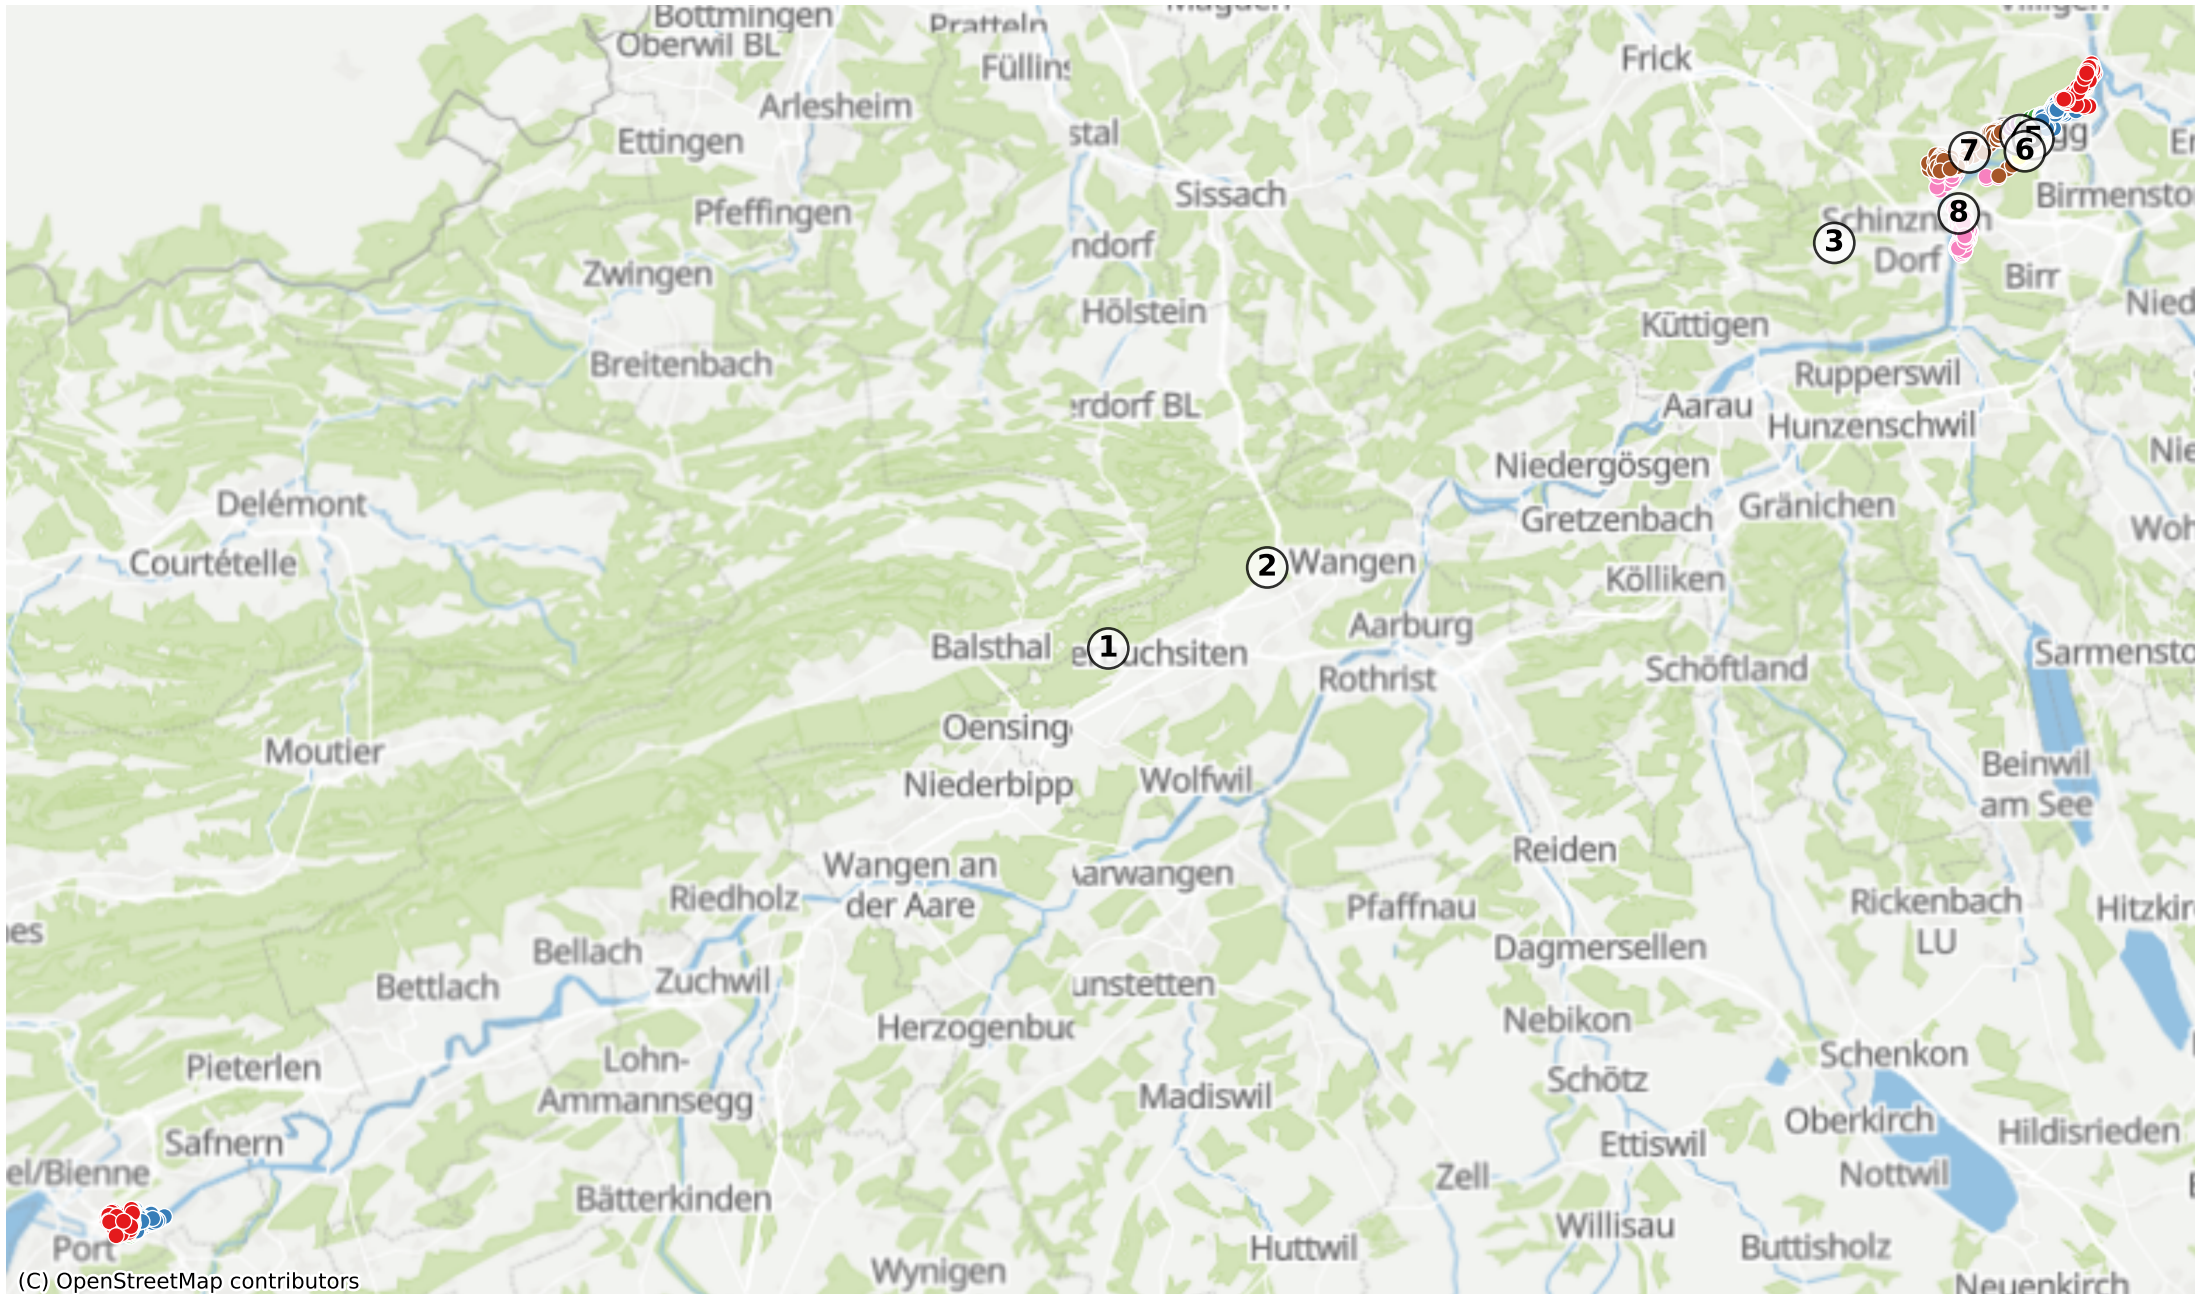 Bottmingen
Oberwil BL
Pratteln
Frick
Arlesheim
Ettingen
stal
Sissach
Pfeffingen
Schinzn
Dorf
Birmensto
Birr
ndorf
Zwingen
Hölstein
Küttigen
Breitenbach
Rupperswil
Aarau
Hunzenschwil
rdorf BL
Niedergösgen
Delémont
Gretzenbach
Gränichen
Courtételle
Wangen
Kölliken
Aarburg
Balsthal
uchsiten
Rothrist
Schöftland
Sarmensto
Oensing
Moutier
Niederbipp
Wolfwil
Beinwil
am See
Reiden
Wangen an
der Aare
Aarwangen
Riedholz
Pfaffnau
Rickenbach
LU
Hitzkir
Bellach
Dagmersellen
Bettlach
Zuchwil
unstetten
Herzogenbuc
Nebikon
Pieterlen
Lohn-
Ammannsegg
Schenkon
Schötz
Madiswil
Oberkirch
Safnern
Ettiswil
Hildisrieden
el/Bienne
Bätterkinden
Zell
Nottwil
Port
Willisau
Huttwil
Buttisholz
Wynigen
Neuenkirch
1
2
3
5
6
7
8
(C) OpenStreetMap contributors